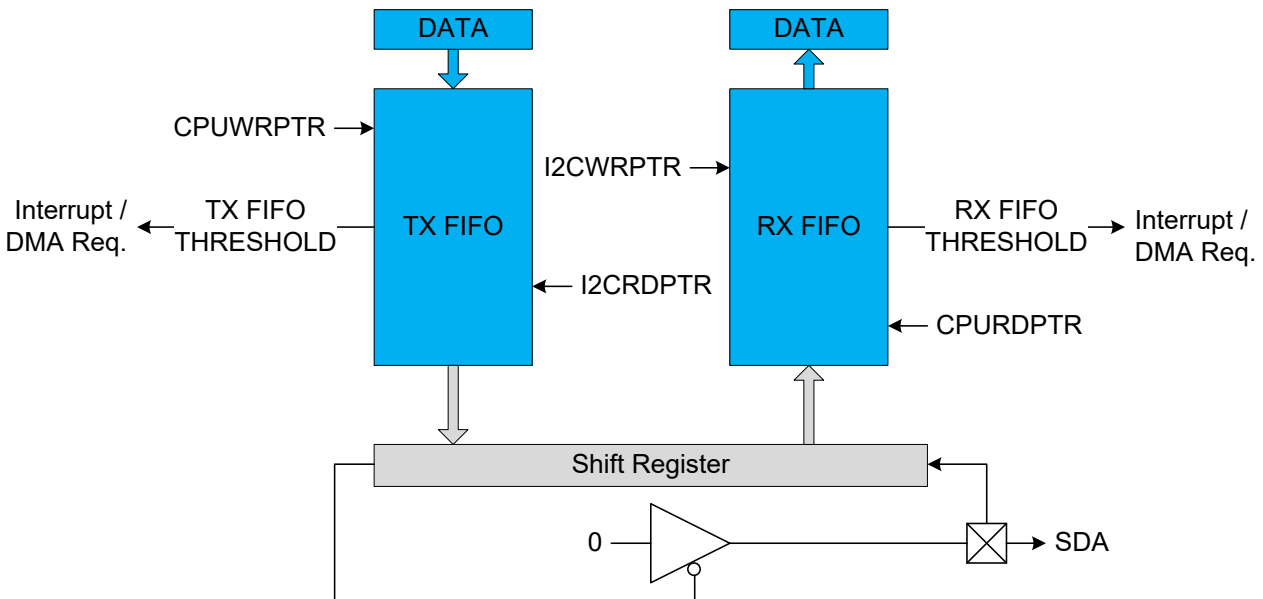 DATA
DATA
CPUWRPTR
I2CWRPTR
Interrupt /
DMA Req.
TX FIFO
THRESHOLD
TX FIFO
RX FIFO
RX FIFO
THRESHOLD
Interrupt /
DMA Req.
I2CRDPTR
CPURDPTR
Shift Register
0
SDA